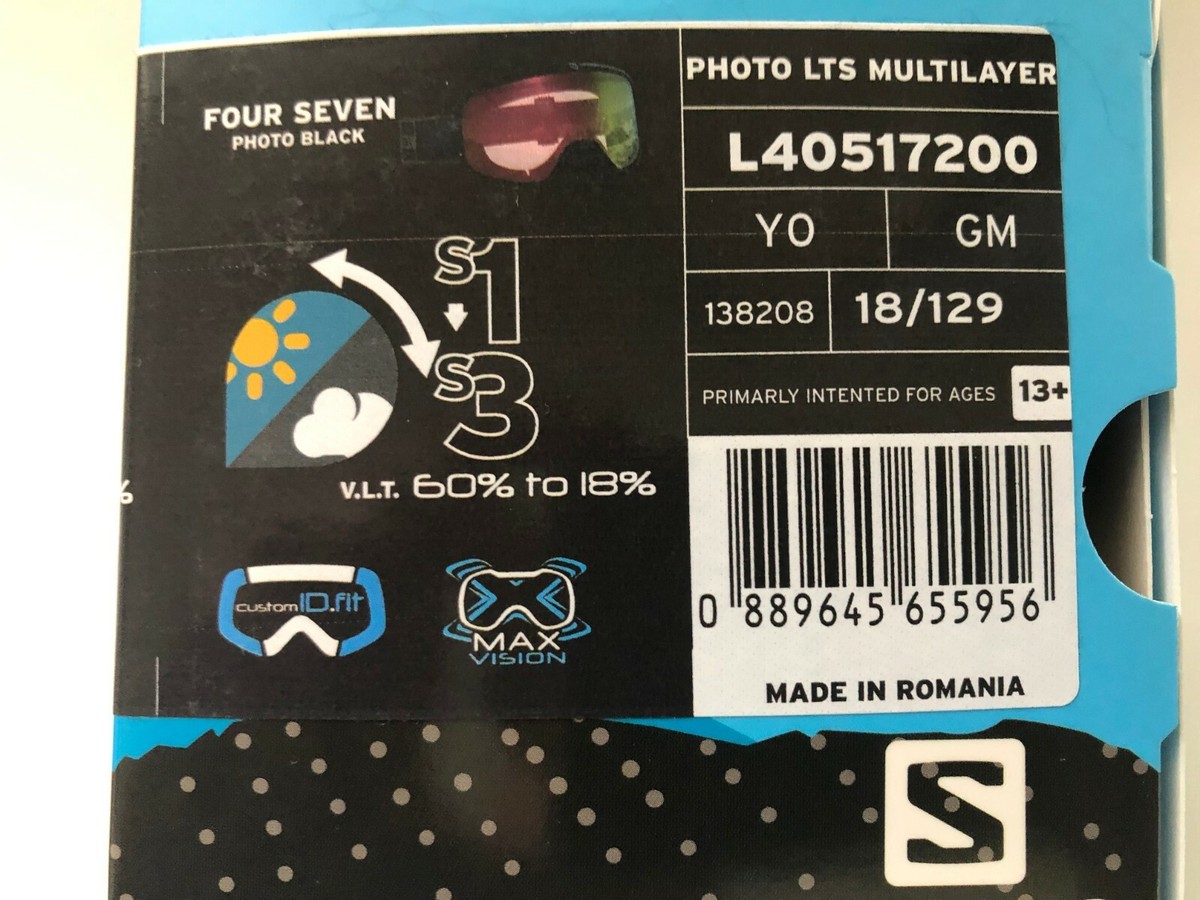 FOUR SEVEN
PHOTO BLACK
S1
S3
%
V.L.T. 60% to 18%
customID.fit
MAX
VISION
PHOTO LTS MULTILAYER
L40517200
YO GM
138208 18/129
PRIMARLY INTENTED FOR AGES 13+
0 889645 655956
MADE IN ROMANIA
S